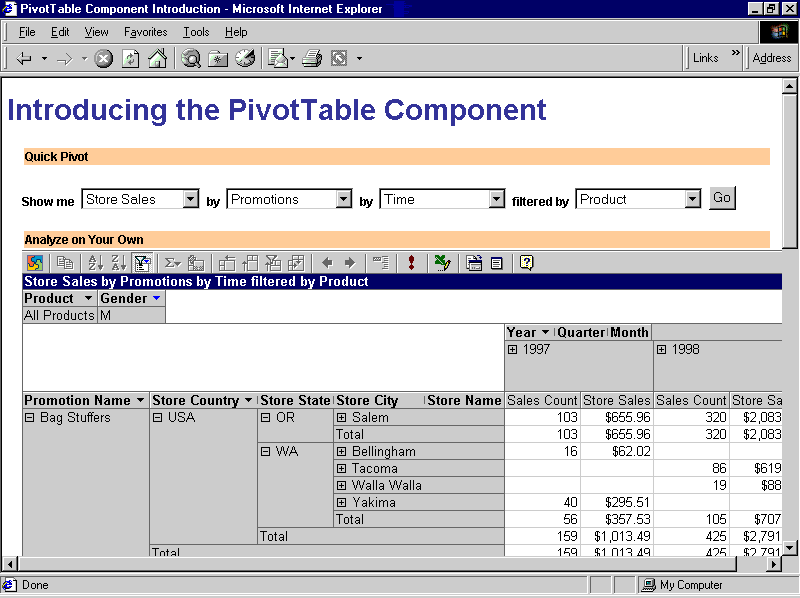 PivotTable Component Introduction - Microsoft Internet Explorer
File Edit View Favorites Tools Help
Links » Address
Introducing the PivotTable Component
Quick Pivot
Show me Store Sales by Promotions by Time filtered by Product Go
Analyze on Your Own
Store Sales by Promotions by Time filtered by Product
Product Gender
All Products M
Year Quarter Month
1997 1998
Promotion Name Store Country Store State Store City Store Name Sales Count Store Sales Sales Count Store Sa
Bag Stuffers USA OR Salem 103 $655.96 320 $2,083
Total 103 $655.96 320 $2,083
WA Bellingham 16 $62.02
Tacoma 86 $619
Walla Walla 19 $88
Yakima 40 $295.51
Total 56 $357.53 105 $707
Total 159 $1,013.49 425 $2,791
Total 159 $1,013.49 425 $2,791
Done My Computer